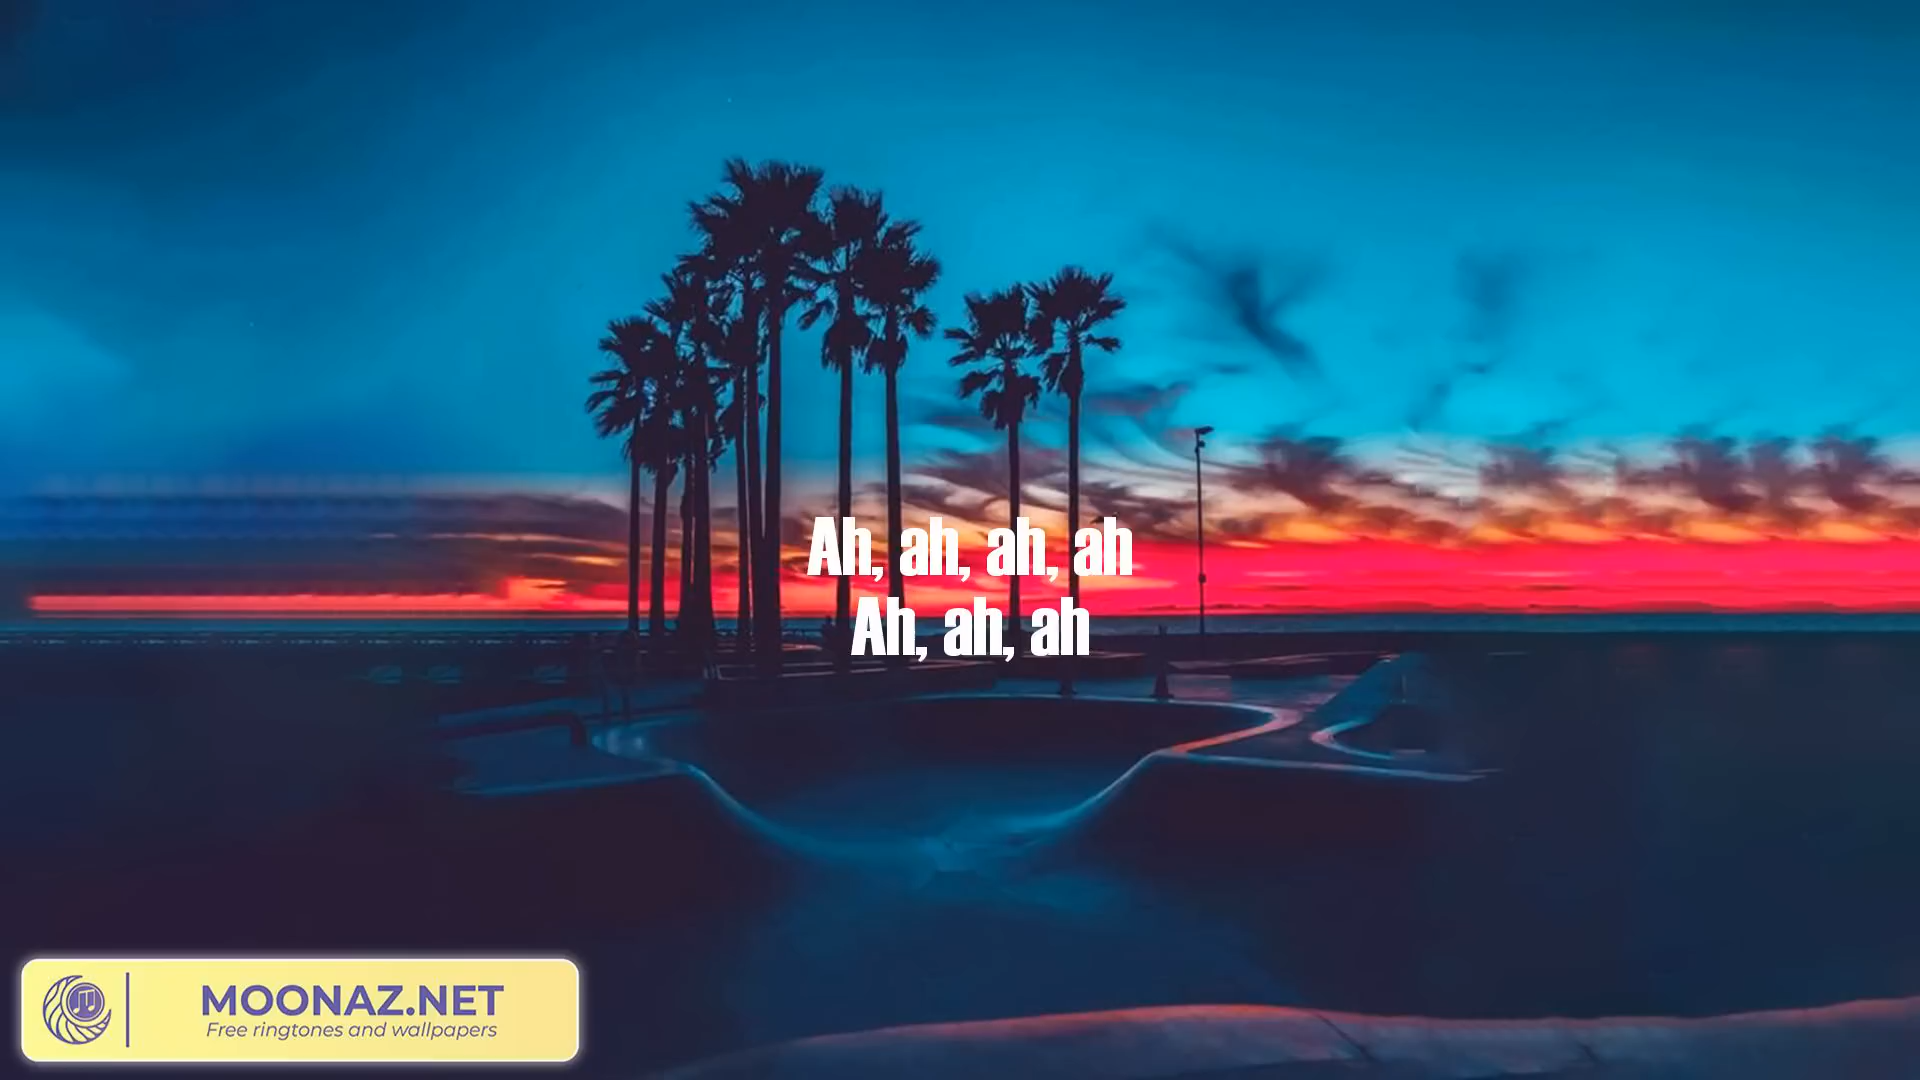 Ah, ah, ah, ah
Ah, ah, ah
MOONAZ.NET
Free ringtones and wallpapers